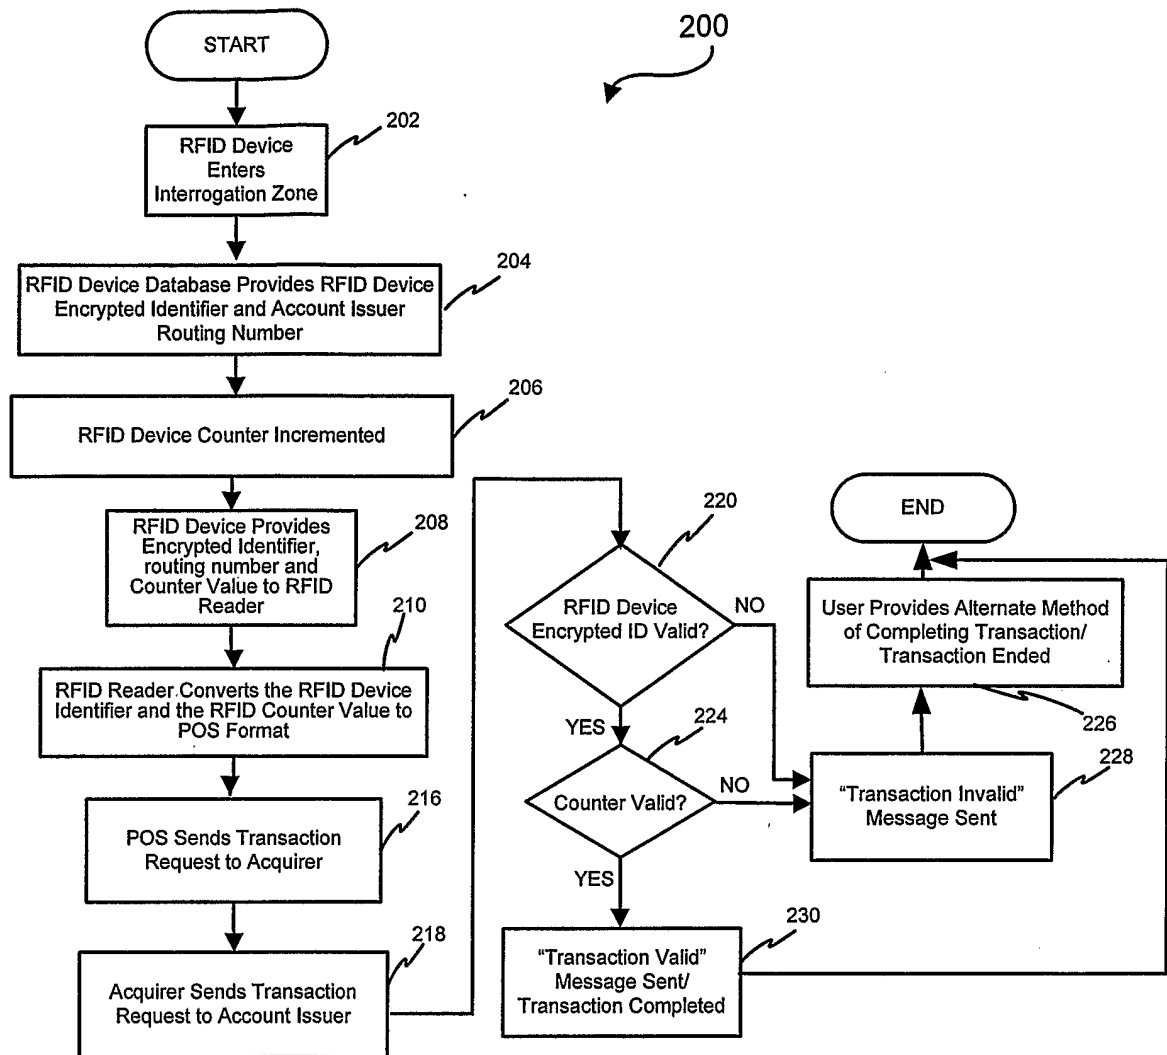 200
START
202
RFID Device
Enters
Interrogation Zone
204
RFID Device Database Provides RFID Device
Encrypted Identifier and Account Issuer
Routing Number
206
RFID Device Counter Incremented
208
RFID Device Provides
Encrypted Identifier,
routing number and
Counter Value to RFID
Reader
210
RFID Reader Converts the RFID Device
Identifier and the RFID Counter Value to
POS Format
216
POS Sends Transaction
Request to Acquirer
218
Acquirer Sends Transaction
Request to Account Issuer
220
RFID Device
Encrypted ID Valid?
NO
YES
224
Counter Valid?
NO
YES
230
"Transaction Valid"
Message Sent/
Transaction Completed
END
User Provides Alternate Method
of Completing Transaction/
Transaction Ended
226
228
"Transaction Invalid"
Message Sent